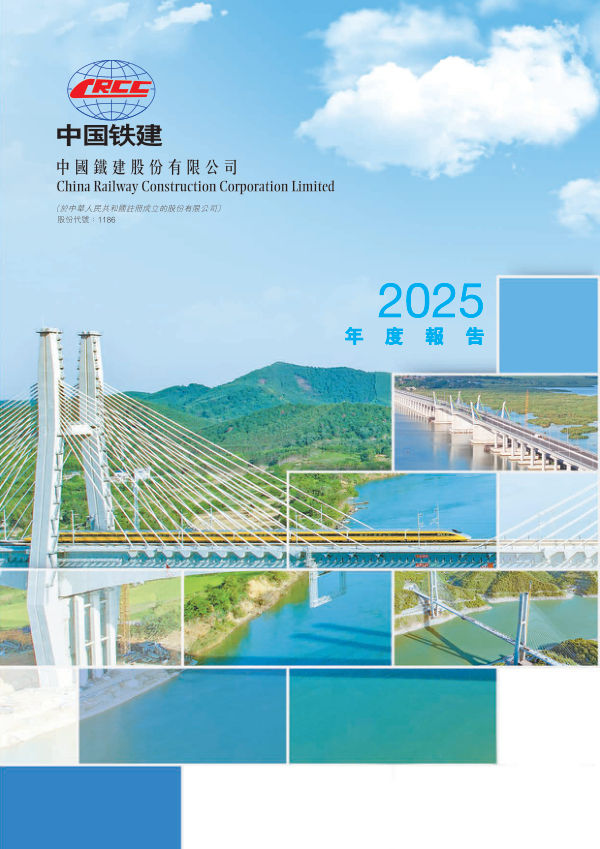 CRCC
中国铁建
中國鐵建股份有限公司
China Railway Construction Corporation Limited
（於中華人民共和國註冊成立的股份有限公司）
股份代號：1186
2025
年度報告